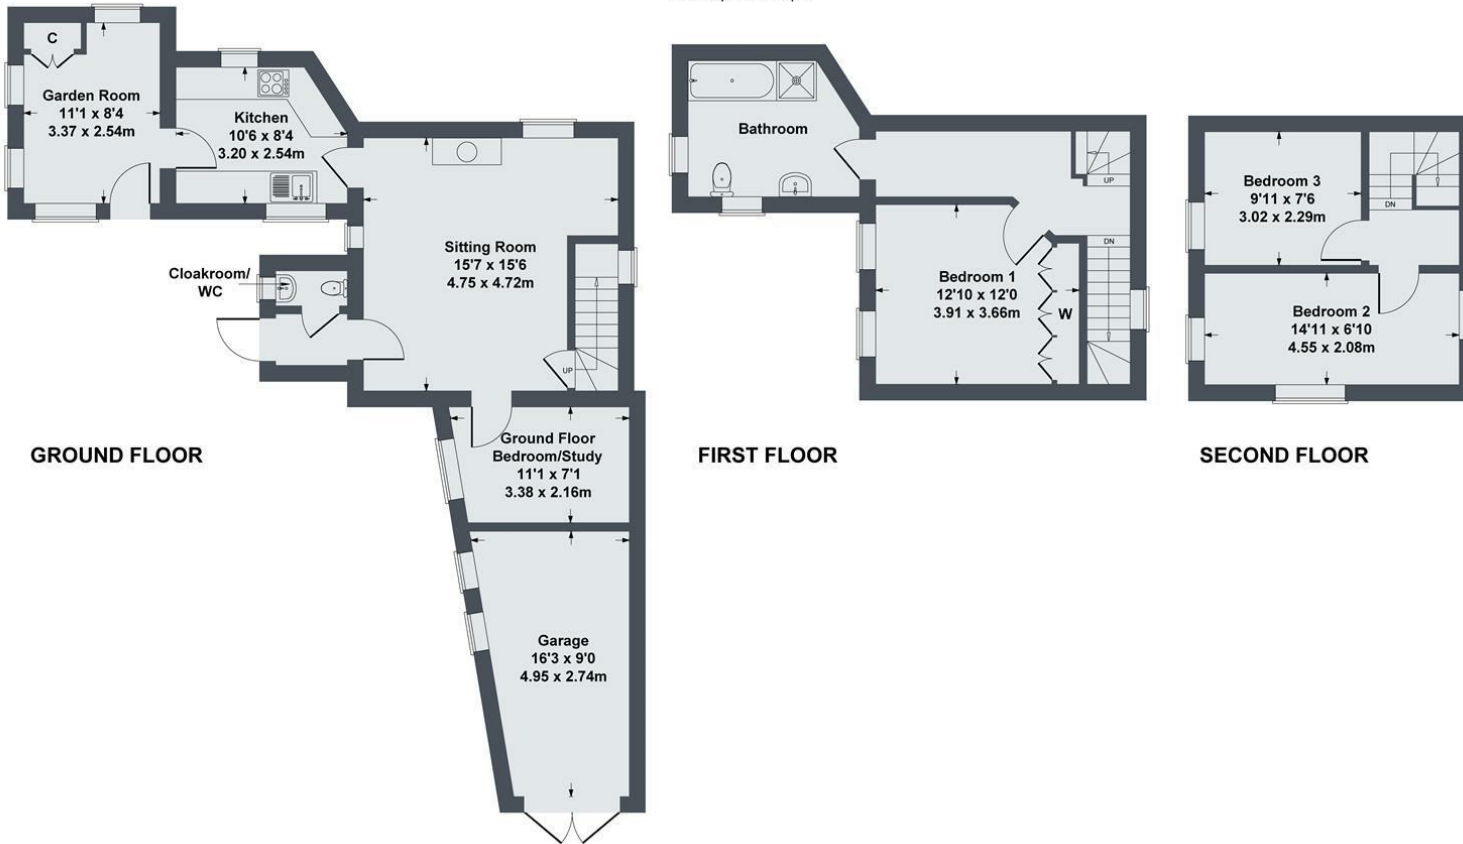 C
Garden Room
11'1 x 8'4
3.37 x 2.54m
Kitchen
10'6 x 8'4
3.20 x 2.54m
Sitting Room
15'7 x 15'6
4.75 x 4.72m
Cloakroom/
WC
UP
Ground Floor
Bedroom/Study
11'1 x 7'1
3.38 x 2.16m
Garage
16'3 x 9'0
4.95 x 2.74m
GROUND FLOOR
Bathroom
UP
DN
Bedroom 1
12'10 x 12'0
3.91 x 3.66m
W
FIRST FLOOR
Bedroom 3
9'11 x 7'6
3.02 x 2.29m
DN
Bedroom 2
14'11 x 6'10
4.55 x 2.08m
SECOND FLOOR